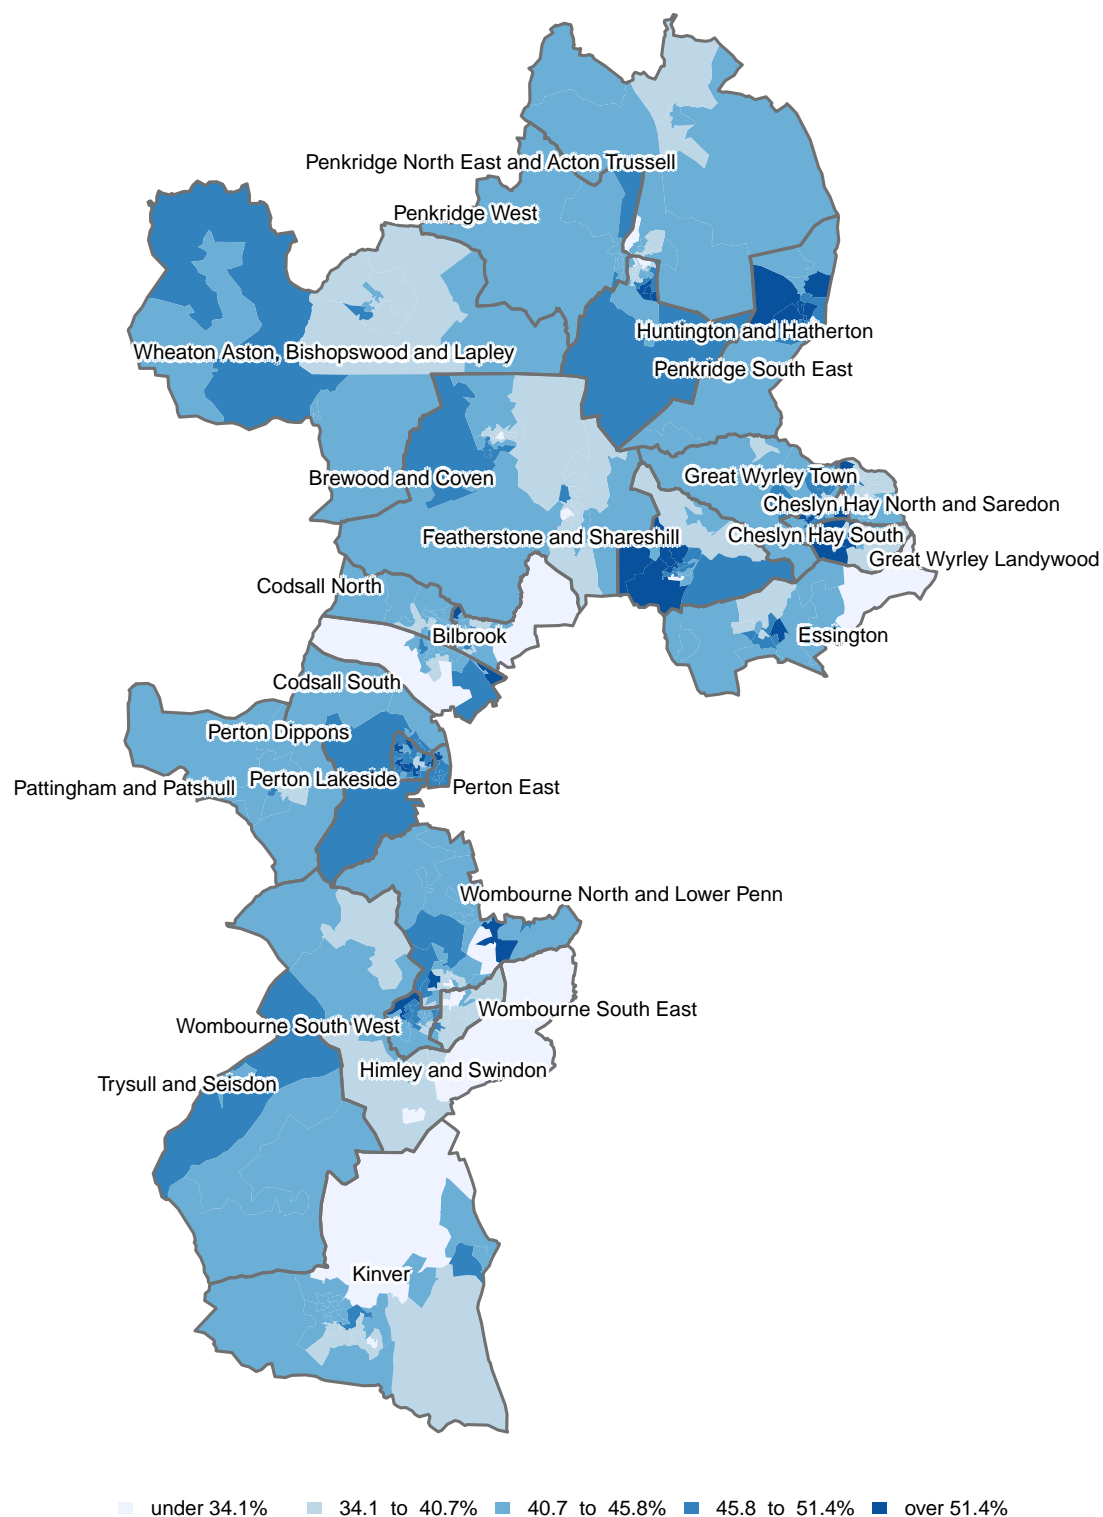 Penkridge North East and Acton Trussell
Penkridge West
Huntington and Hatherton
Wheaton Aston, Bishopswood and Lapley
Penkridge South East
Great Wyrley Town
Brewood and Coven
Cheslyn Hay North and Saredon
Featherstone and Shareshill
Cheslyn Hay South
Great Wyrley Landywood
Codsall North
Bilbrook
Essington
Codsall South
Perton Dippons
Perton Lakeside
Pattingham and Patshull
Perton East
Wombourne North and Lower Penn
Wombourne South East
Wombourne South West
Himley and Swindon
Trysull and Seisdon
Kinver
under 34.1% 34.1 to 40.7% 40.7 to 45.8% 45.8 to 51.4% over 51.4%